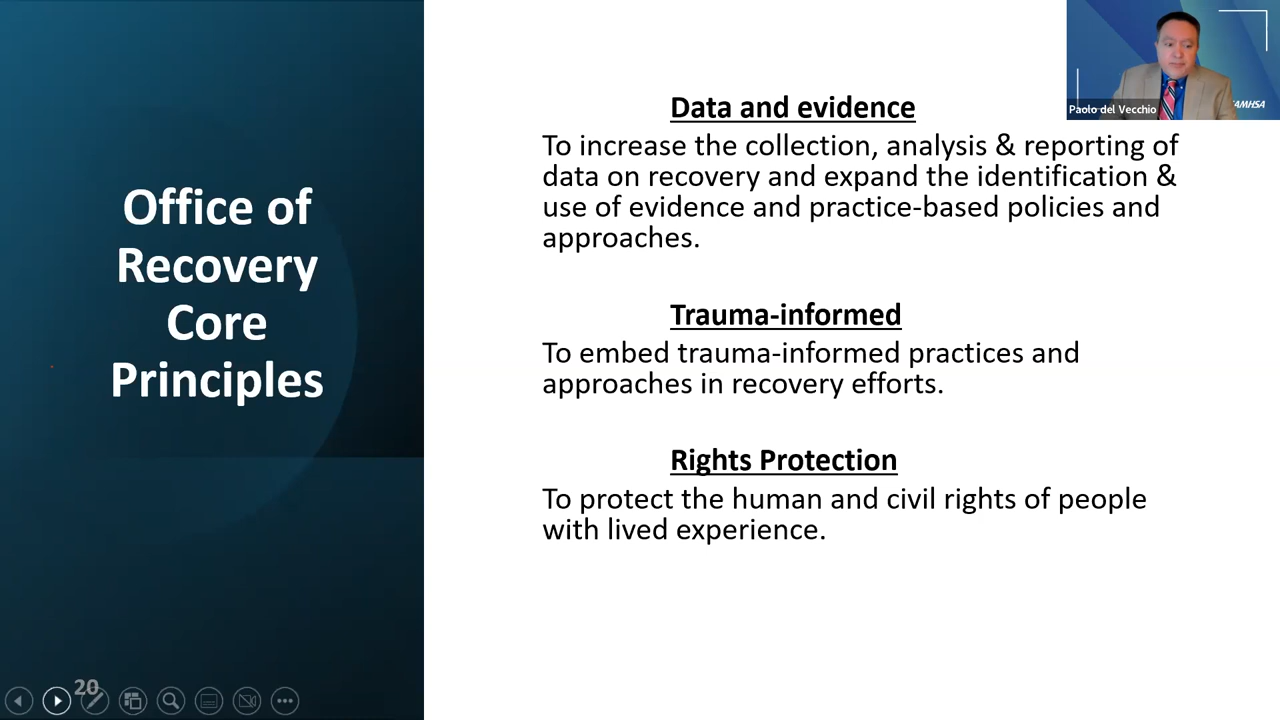 Office of
Recovery
Core
Principles
Data and evidence
To increase the collection, analysis & reporting of
data on recovery and expand the identification &
use of evidence and practice-based policies and
approaches.
Trauma-informed
To embed trauma-informed practices and
approaches in recovery efforts.
Rights Protection
To protect the human and civil rights of people
with lived experience.
Paolo del Vecchio
AMHSA
20